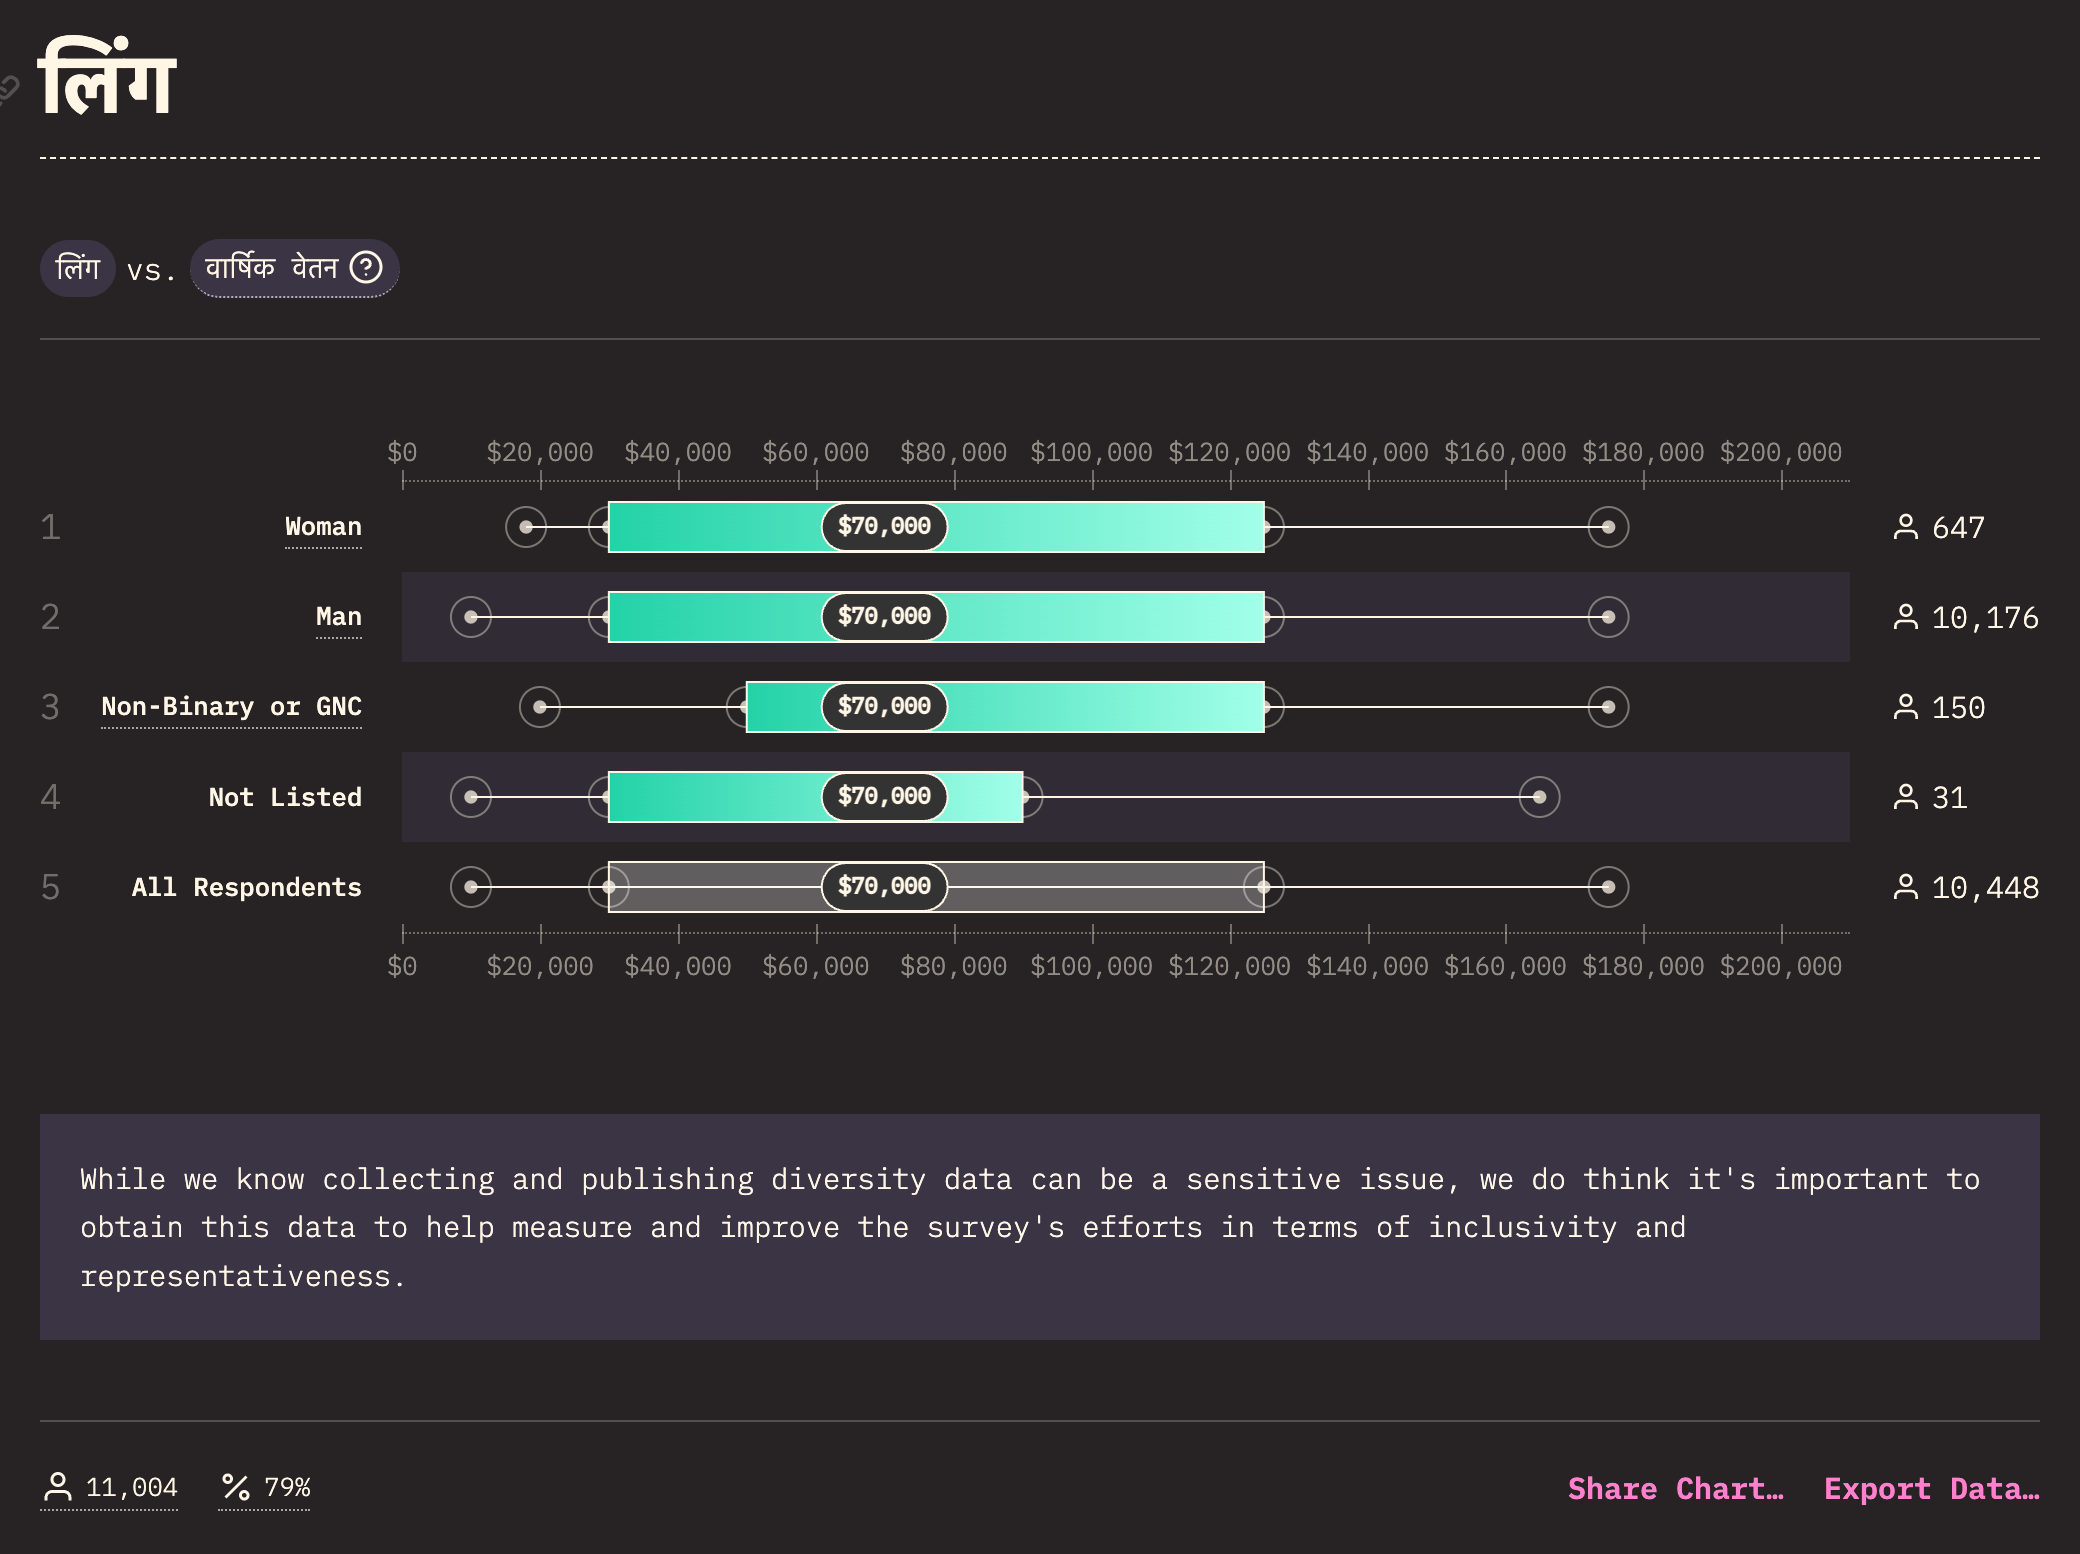 लिंग
लिंग vs. वार्षिक वेतन
$0 $20,000 $40,000 $60,000 $80,000 $100,000 $120,000 $140,000 $160,000 $180,000 $200,000
1 Woman $70,000 647
2 Man $70,000 10,176
3 Non-Binary or GNC $70,000 150
4 Not Listed $70,000 31
5 All Respondents $70,000 10,448
$0 $20,000 $40,000 $60,000 $80,000 $100,000 $120,000 $140,000 $160,000 $180,000 $200,000
While we know collecting and publishing diversity data can be a sensitive issue, we do think it's important to
obtain this data to help measure and improve the survey's efforts in terms of inclusivity and
representativeness.
11,004 79% Share Chart… Export Data…